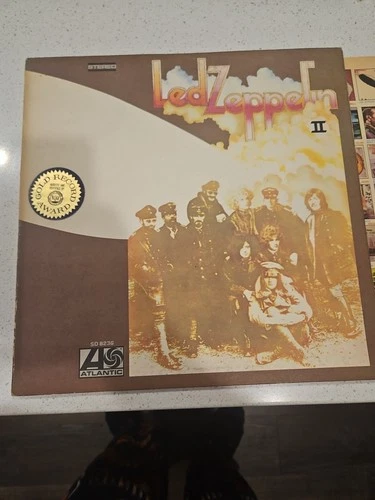 STEREO
Led Zeppelin
II
GOLD RECORD
AWARD
SD 8236
ATLANTIC